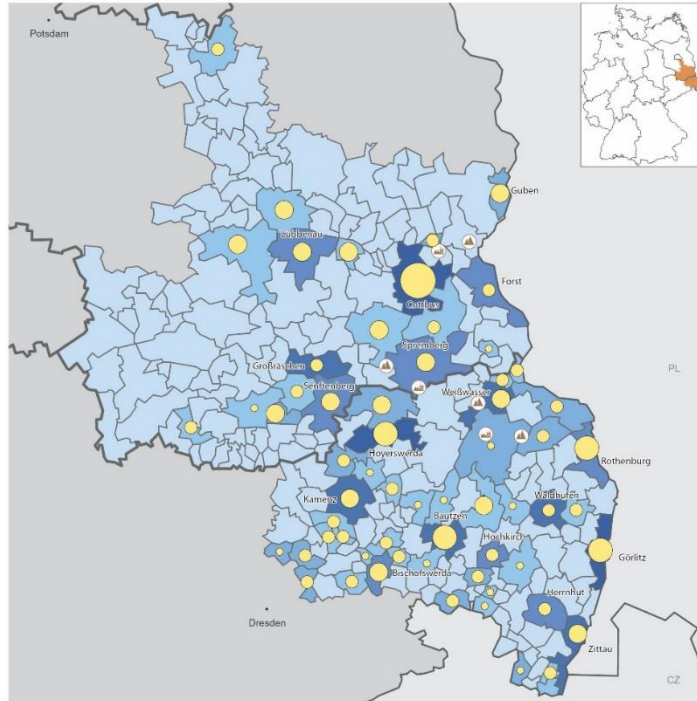 Potsdam
Guben
Lübbenau
Forst
Cottbus
Spremberg
PL
Großräschen
Senftenberg
Weißwasser
Hoyerswerda
Rothenburg
Kamenz
Waldhufen
Bautzen
Hochkirch
Görlitz
Bischofswerda
Herrnhut
Dresden
Zittau
CZ